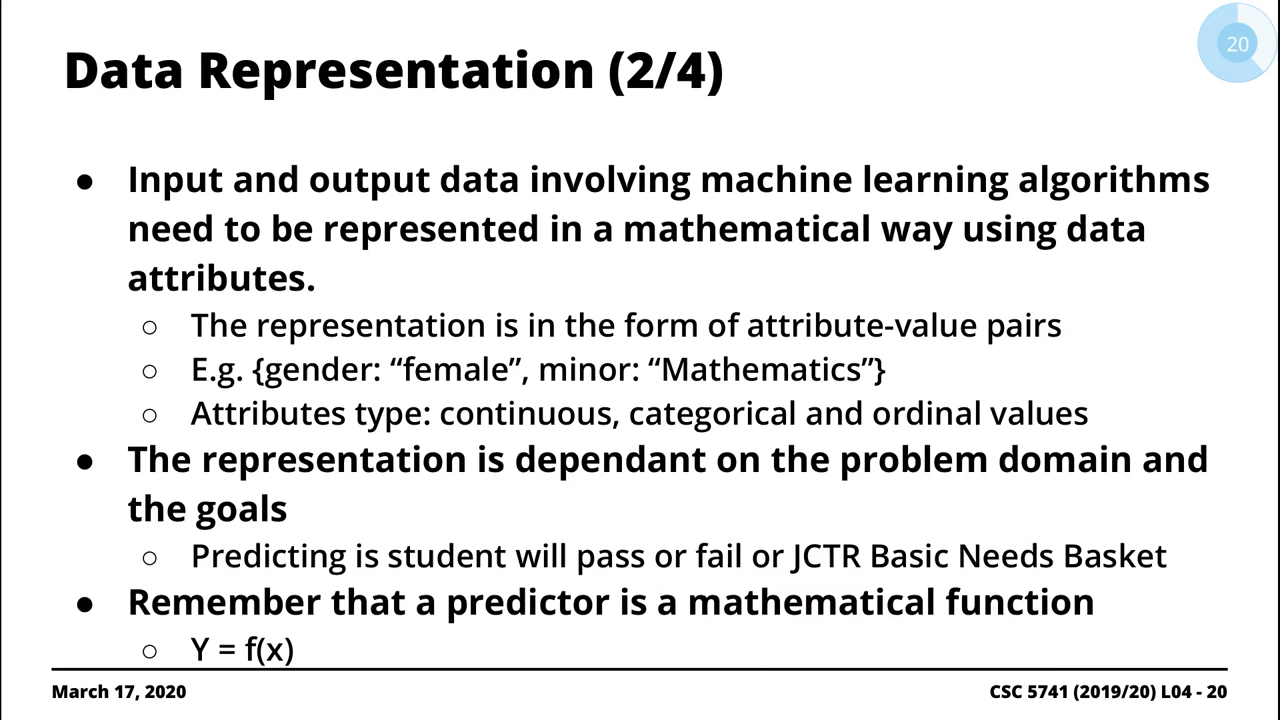 20
Data Representation (2/4)
● Input and output data involving machine learning algorithms
need to be represented in a mathematical way using data
attributes.
○ The representation is in the form of attribute-value pairs
○ E.g. {gender: “female”, minor: “Mathematics”}
○ Attributes type: continuous, categorical and ordinal values
● The representation is dependant on the problem domain and
the goals
○ Predicting is student will pass or fail or JCTR Basic Needs Basket
● Remember that a predictor is a mathematical function
○ Y = f(x)
March 17, 2020
CSC 5741 (2019/20) L04 - 20